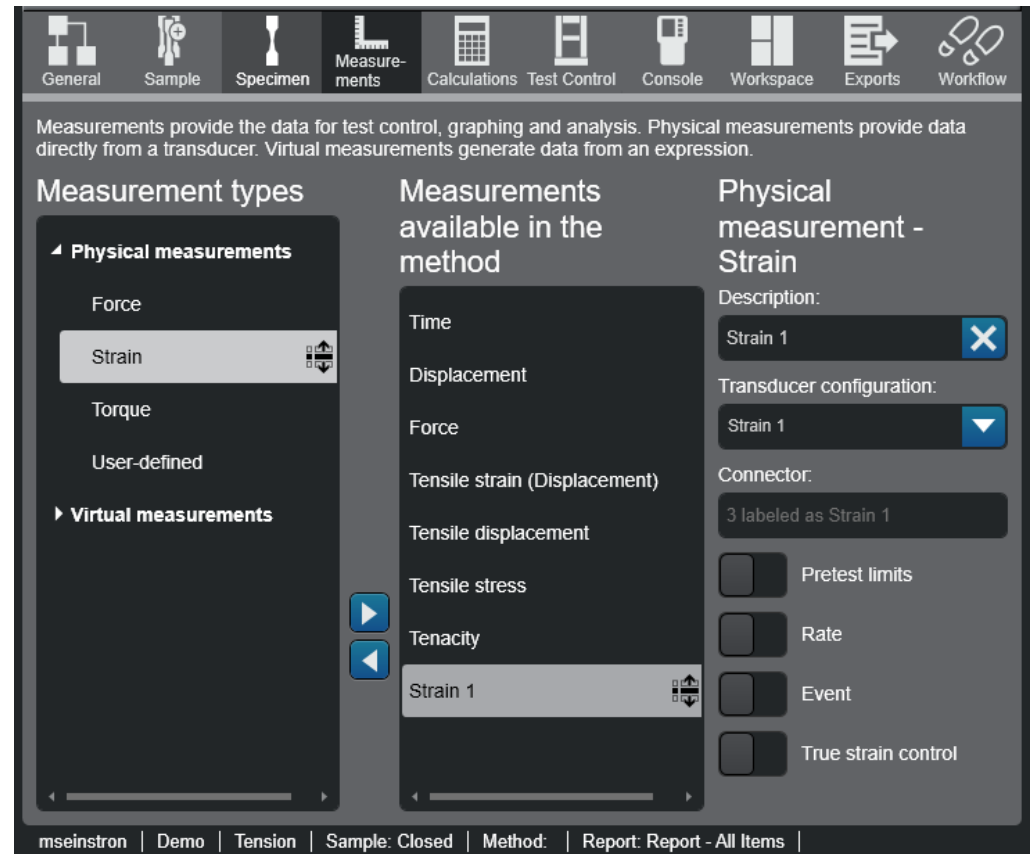 General
Sample
Specimen
Measure-
ments
Calculations
Test Control
Console
Workspace
Exports
Workflow
Measurements provide the data for test control, graphing and analysis. Physical measurements provide data
directly from a transducer. Virtual measurements generate data from an expression.
Measurement types
Physical measurements
Force
Strain
Torque
User-defined
Virtual measurements
Measurements
available in the
method
Time
Displacement
Force
Tensile strain (Displacement)
Tensile displacement
Tensile stress
Tenacity
Strain 1
Physical
measurement -
Strain
Description:
Strain 1
Transducer configuration:
Strain 1
Connector:
3 labeled as Strain 1
Pretest limits
Rate
Event
True strain control
mseinstron | Demo | Tension | Sample: Closed | Method: | Report: Report - All Items |